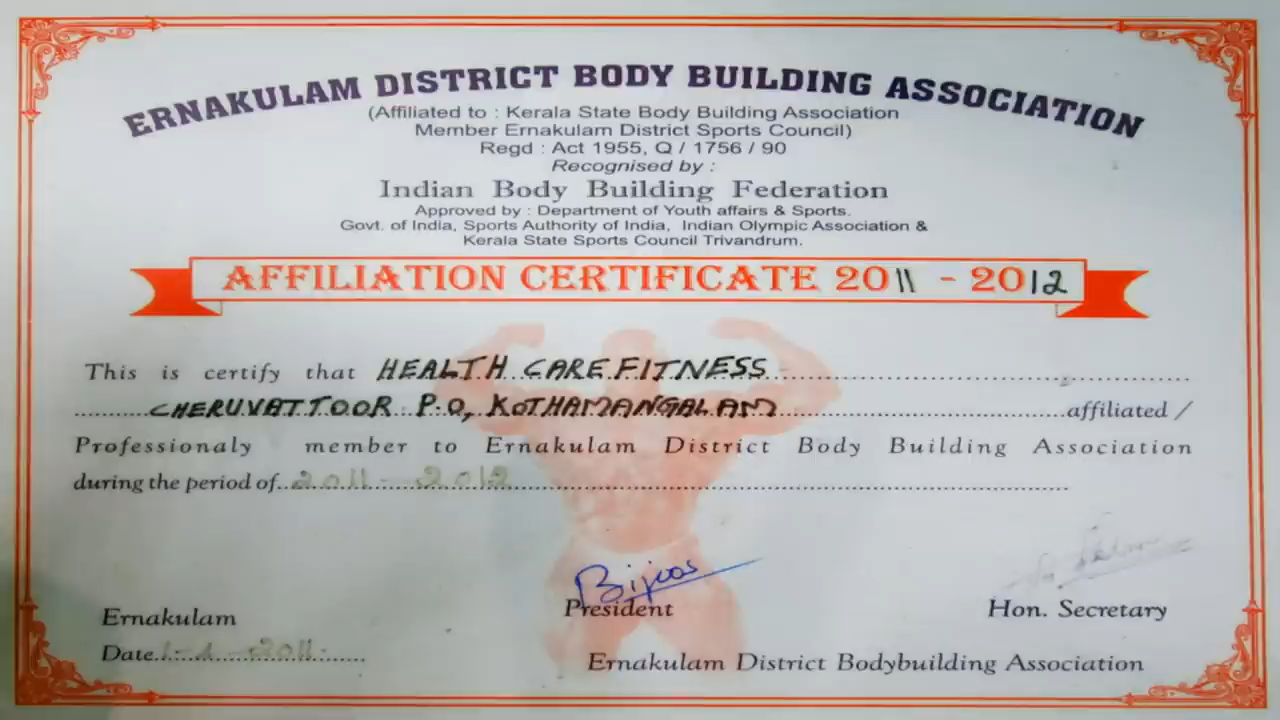 ERNAKULAM DISTRICT BODY BUILDING ASSOCIATION
(Affiliated to : Kerala State Body Building Association
Member Ernakulam District Sports Council)
Regd : Act 1955, Q / 1756 / 90
Recognised by :
Indian Body Building Federation
Approved by : Department of Youth affairs & Sports.
Govt. of India, Sports Authority of India, Indian Olympic Association &
Kerala State Sports Council Trivandrum.
AFFILIATION CERTIFICATE 2011 - 2012
This is certify that HEALTH CARE FITNESS
CHERUVATTOOR P.O, KOTHAMANGALAM affiliated /
Professionaly member to Ernakulam District Body Building Association
during the period of 2011 - 2012
President
Hon. Secretary
Ernakulam
Date 1-1-2011
Ernakulam District Bodybuilding Association